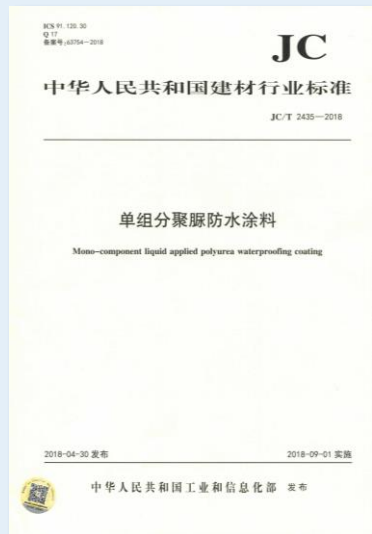 ICS 91.120.30
Q 17
备案号:63754—2018
JC
中华人民共和国建材行业标准
JC/T 2435—2018
单组分聚脲防水涂料
Mono-component liquid applied polyurea waterproofing coating
2018-04-30 发布
2018-09-01 实施
中华人民共和国工业和信息化部 发布